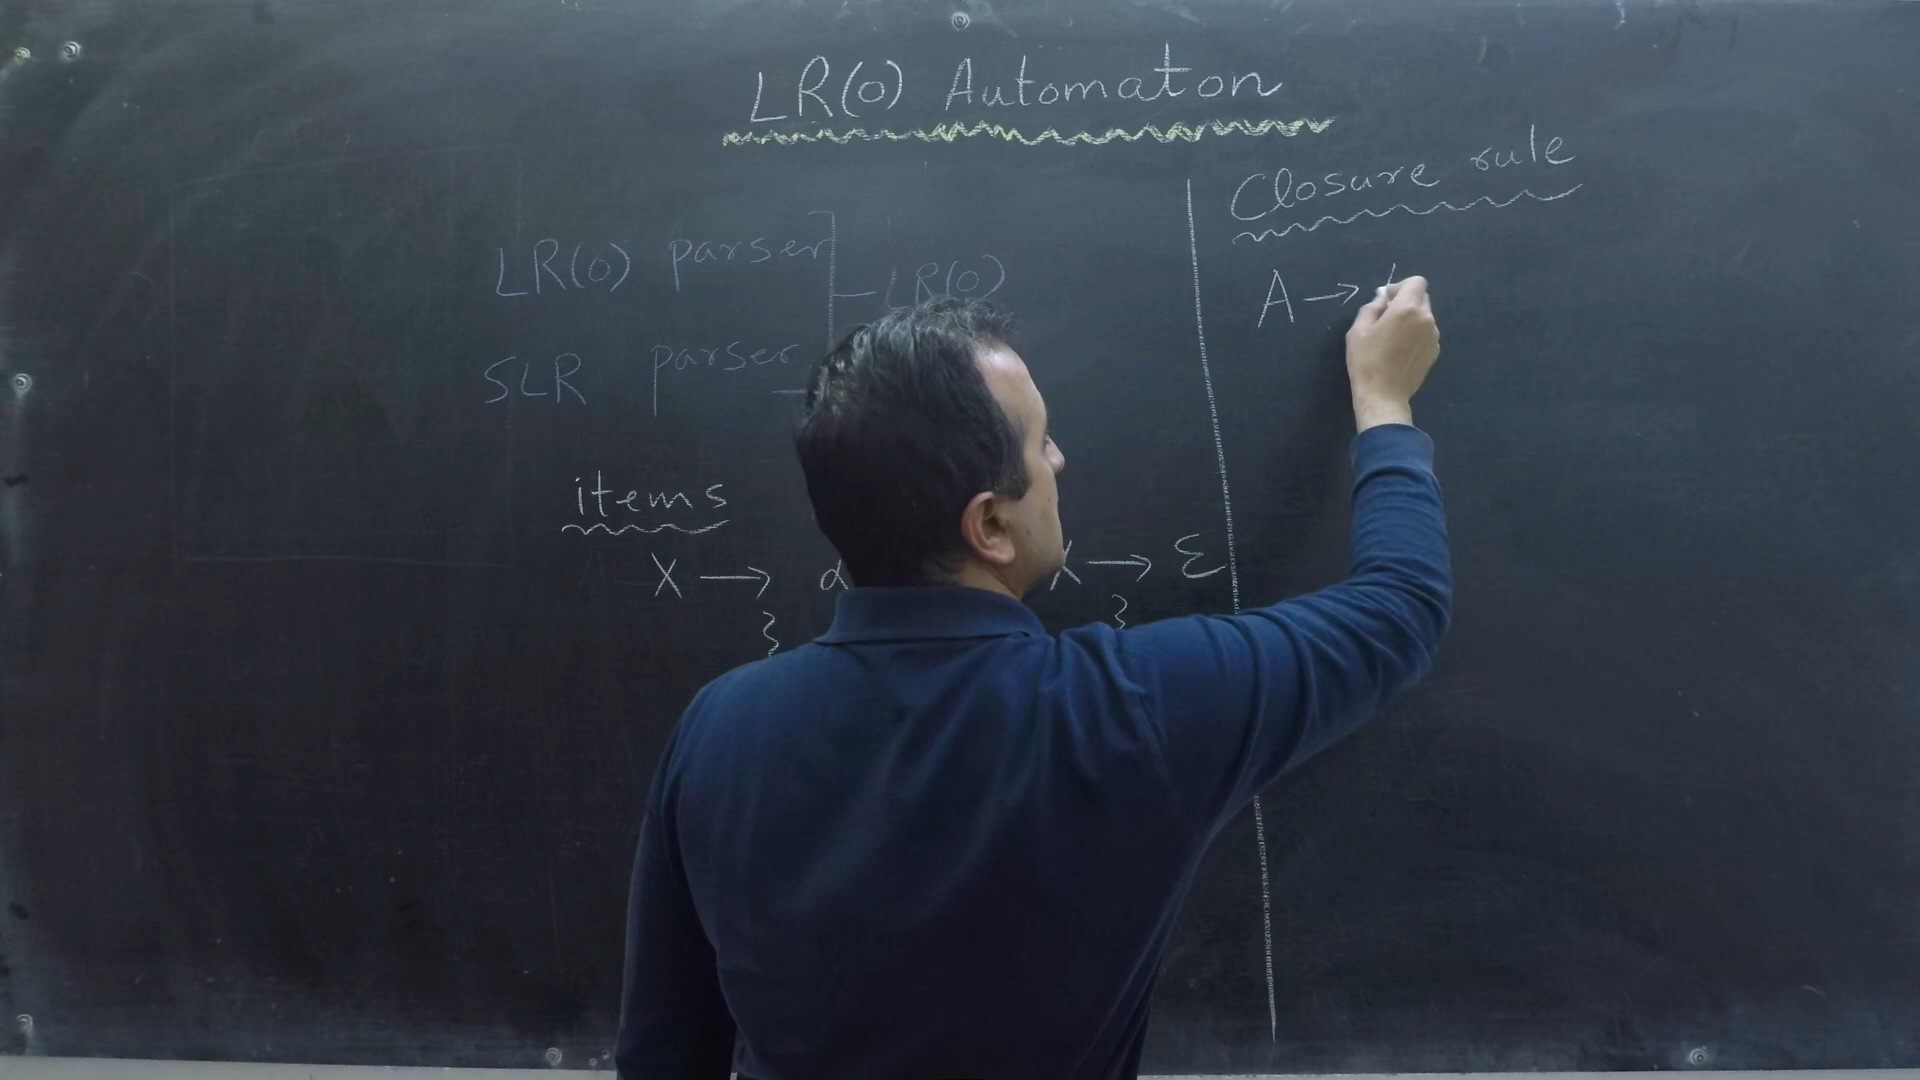 LR(0) Automaton
LR(0) parser
LR(0)
SLR parser
items
X → α
X → ε
Closure rule
A →